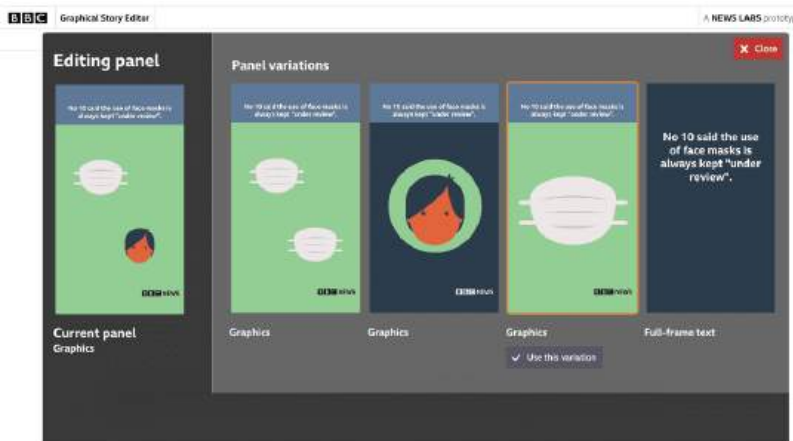 BBC Graphical Story Editor
A NEWS LABS prototyp
Editing panel
Panel variations
× Close
No 10 said the use of face masks is
always kept "under review".
BBC NEWS
Current panel
Graphics
No 10 said the use of face masks is
always kept "under review".
BBC NEWS
Graphics
No 10 said the use of face masks is
always kept "under review".
BBC NEWS
Graphics
No 10 said the use of face masks is
always kept "under review".
BBC NEWS
Graphics
✓ Use this variation
No 10 said the use
of face masks is
always kept "under
review".
Full-frame text